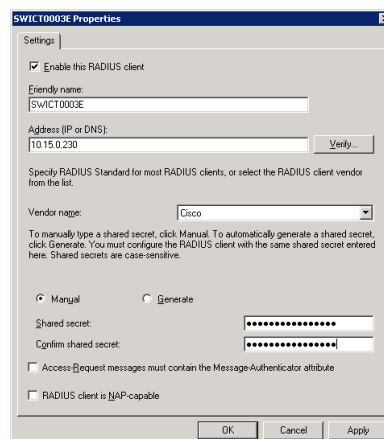 SWICT0003E Properties
Settings
Enable this RADIUS client
Friendly name:
SWICT0003E
Address (IP or DNS):
10.15.0.230
Verify...
Specify RADIUS Standard for most RADIUS clients, or select the RADIUS client vendor
from the list.
Vendor name:
Cisco
To manually type a shared secret, click Manual. To automatically generate a shared secret,
click Generate. You must configure the RADIUS client with the same shared secret entered
here. Shared secrets are case-sensitive.
Manual
Generate
Shared secret:
Confirm shared secret:
Access-Request messages must contain the Message-Authenticator attribute
RADIUS client is NAP-capable
OK
Cancel
Apply